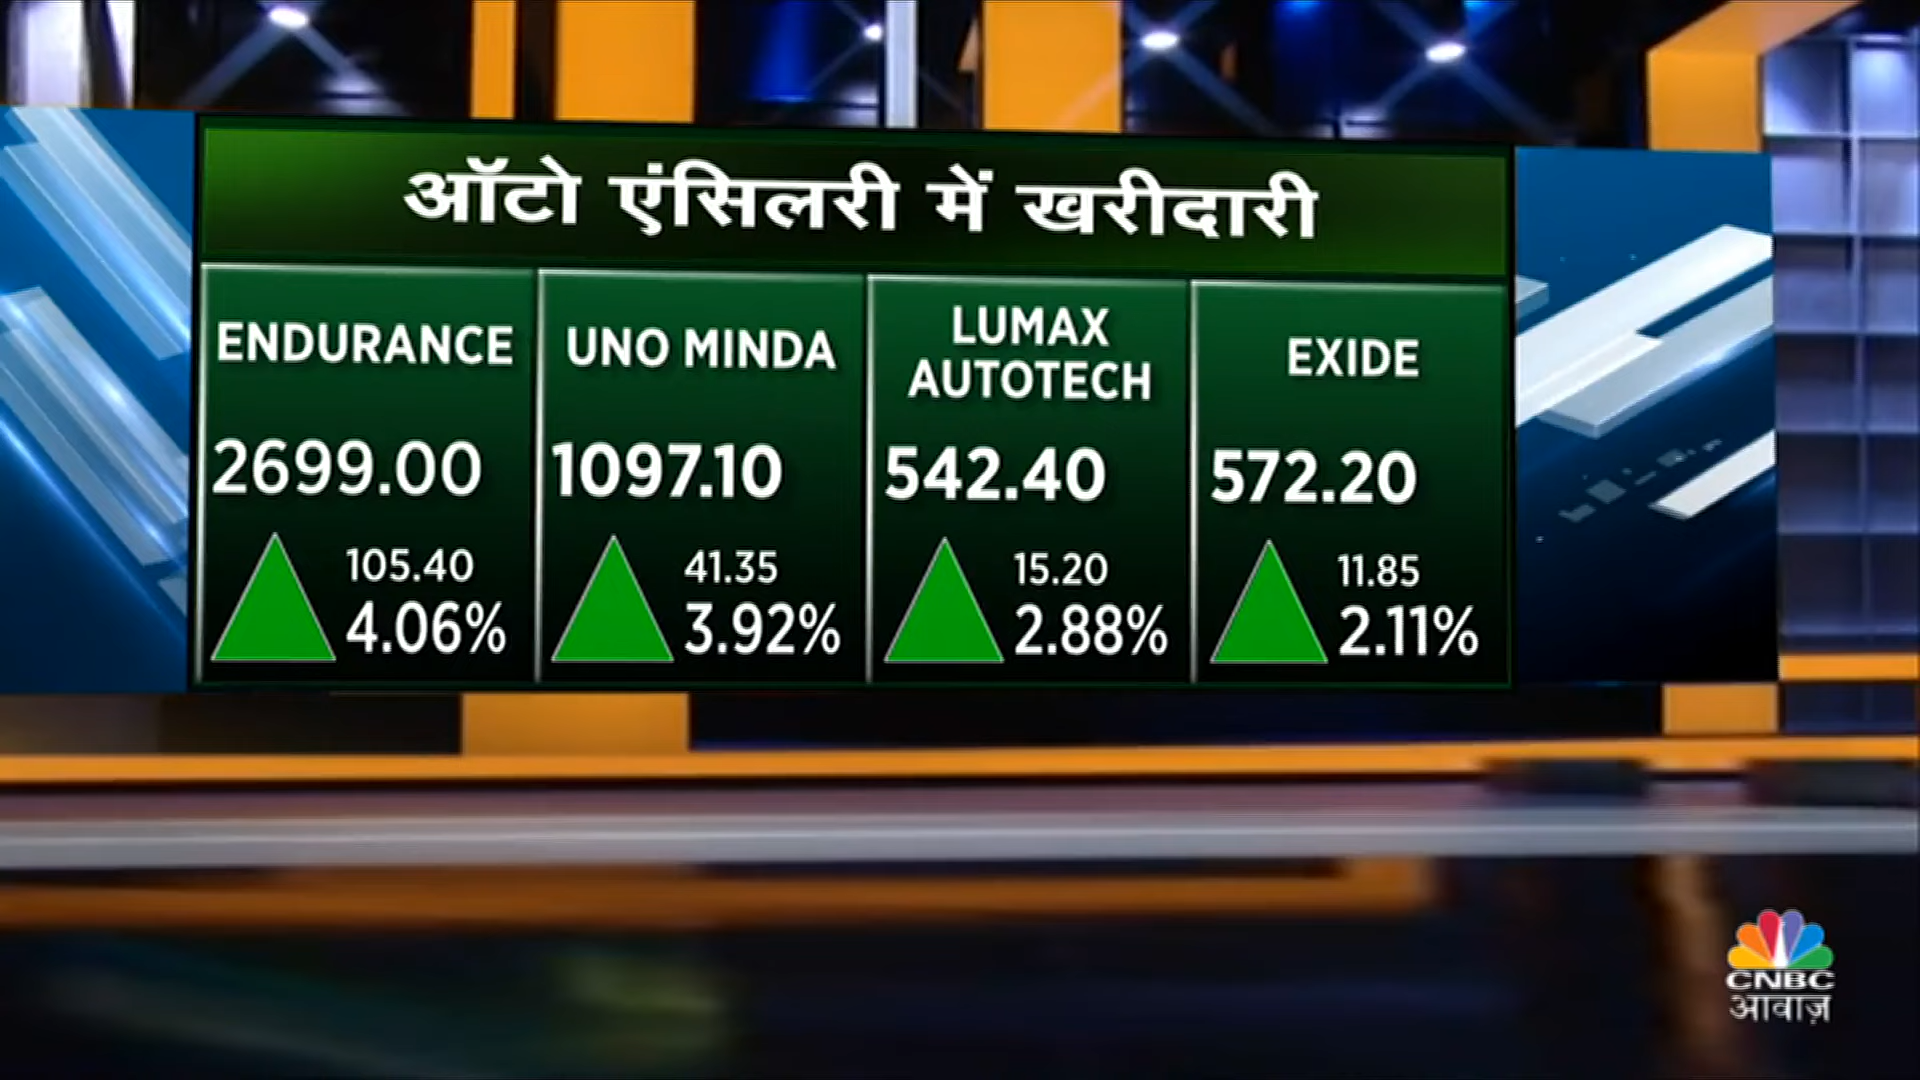 ऑटो एंसिलरी में खरीदारी
ENDURANCE
2699.00
105.40
4.06%
UNO MINDA
1097.10
41.35
3.92%
LUMAX
AUTOTECH
542.40
15.20
2.88%
EXIDE
572.20
11.85
2.11%
CNBC
आवाज़